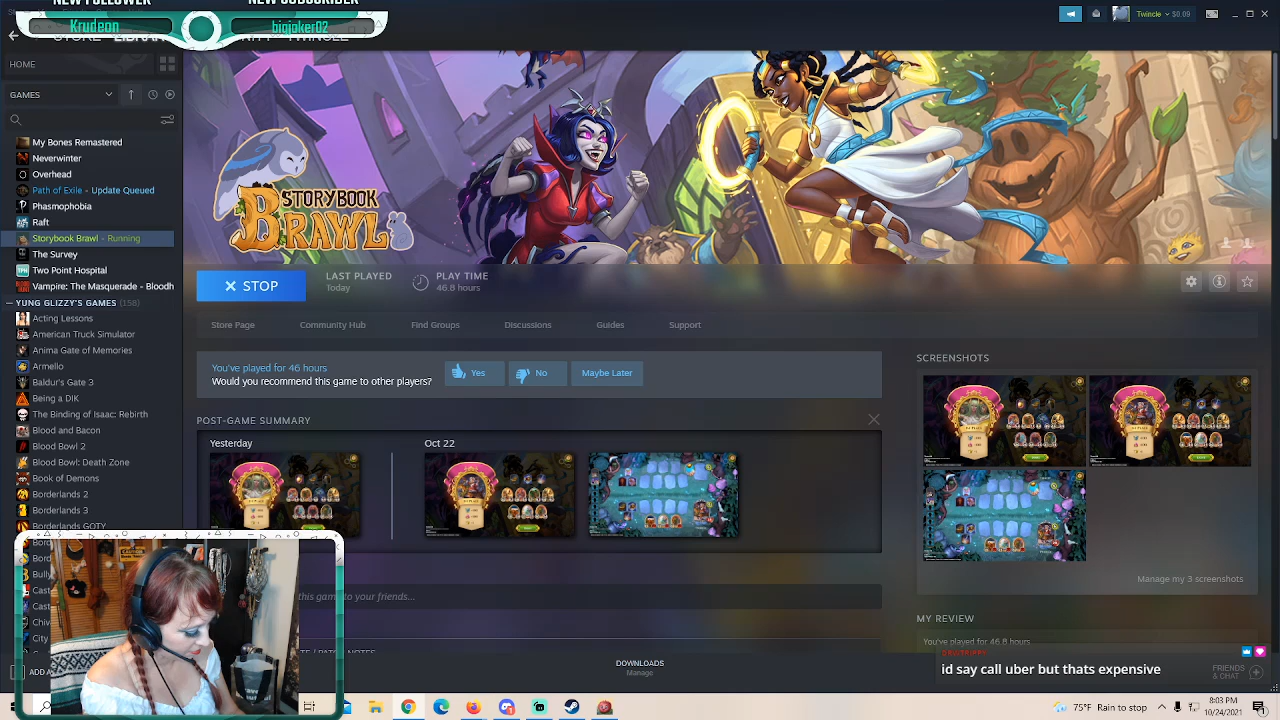 NEW FOLLOWER
NEW SUBSCRIBER
Krudeon
bigjoker02
Twincle
$0.09
HOME
GAMES
My Bones Remastered
Neverwinter
Overhead
Path of Exile - Update Queued
Phasmophobia
Raft
Storybook Brawl - Running
The Survey
Two Point Hospital
Vampire: The Masquerade - Bloodh
YUNG GLIZZY'S GAMES (158)
Acting Lessons
American Truck Simulator
Anima Gate of Memories
Armello
Baldur's Gate 3
Being a DIK
The Binding of Isaac: Rebirth
Blood and Bacon
Blood Bowl 2
Blood Bowl: Death Zone
Book of Demons
Borderlands 2
Borderlands 3
Borderlands GOTY
STORYBOOK
BRAWL
STOP
LAST PLAYED
Today
PLAY TIME
46.8 hours
Store Page
Community Hub
Find Groups
Discussions
Guides
Support
You've played for 46 hours
Would you recommend this game to other players?
Yes
No
Maybe Later
POST-GAME SUMMARY
Yesterday
Oct 22
this game to your friends...
SCREENSHOTS
Manage my 3 screenshots
MY REVIEW
You've played for 46.8 hours
id say call uber but thats expensive
FRIENDS
& CHAT
DOWNLOADS
Manage
75°F Rain to stop
8:03 PM
10/24/2021